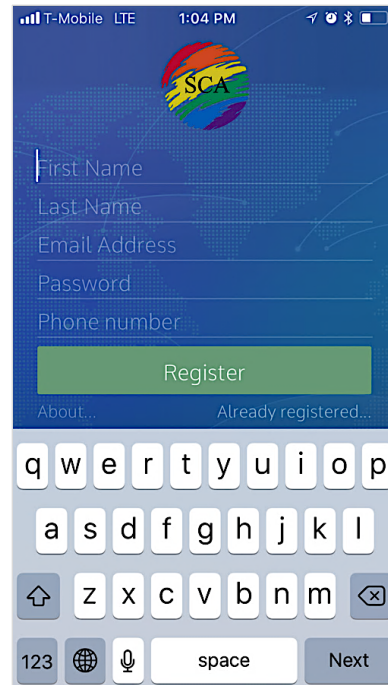 T-Mobile LTE 1:04 PM
SCA
First Name
Last Name
Email Address
Password
Phone number
Register
About... Already registered...
q w e r t y u i o p
a s d f g h j k l
z x c v b n m
123 space Next